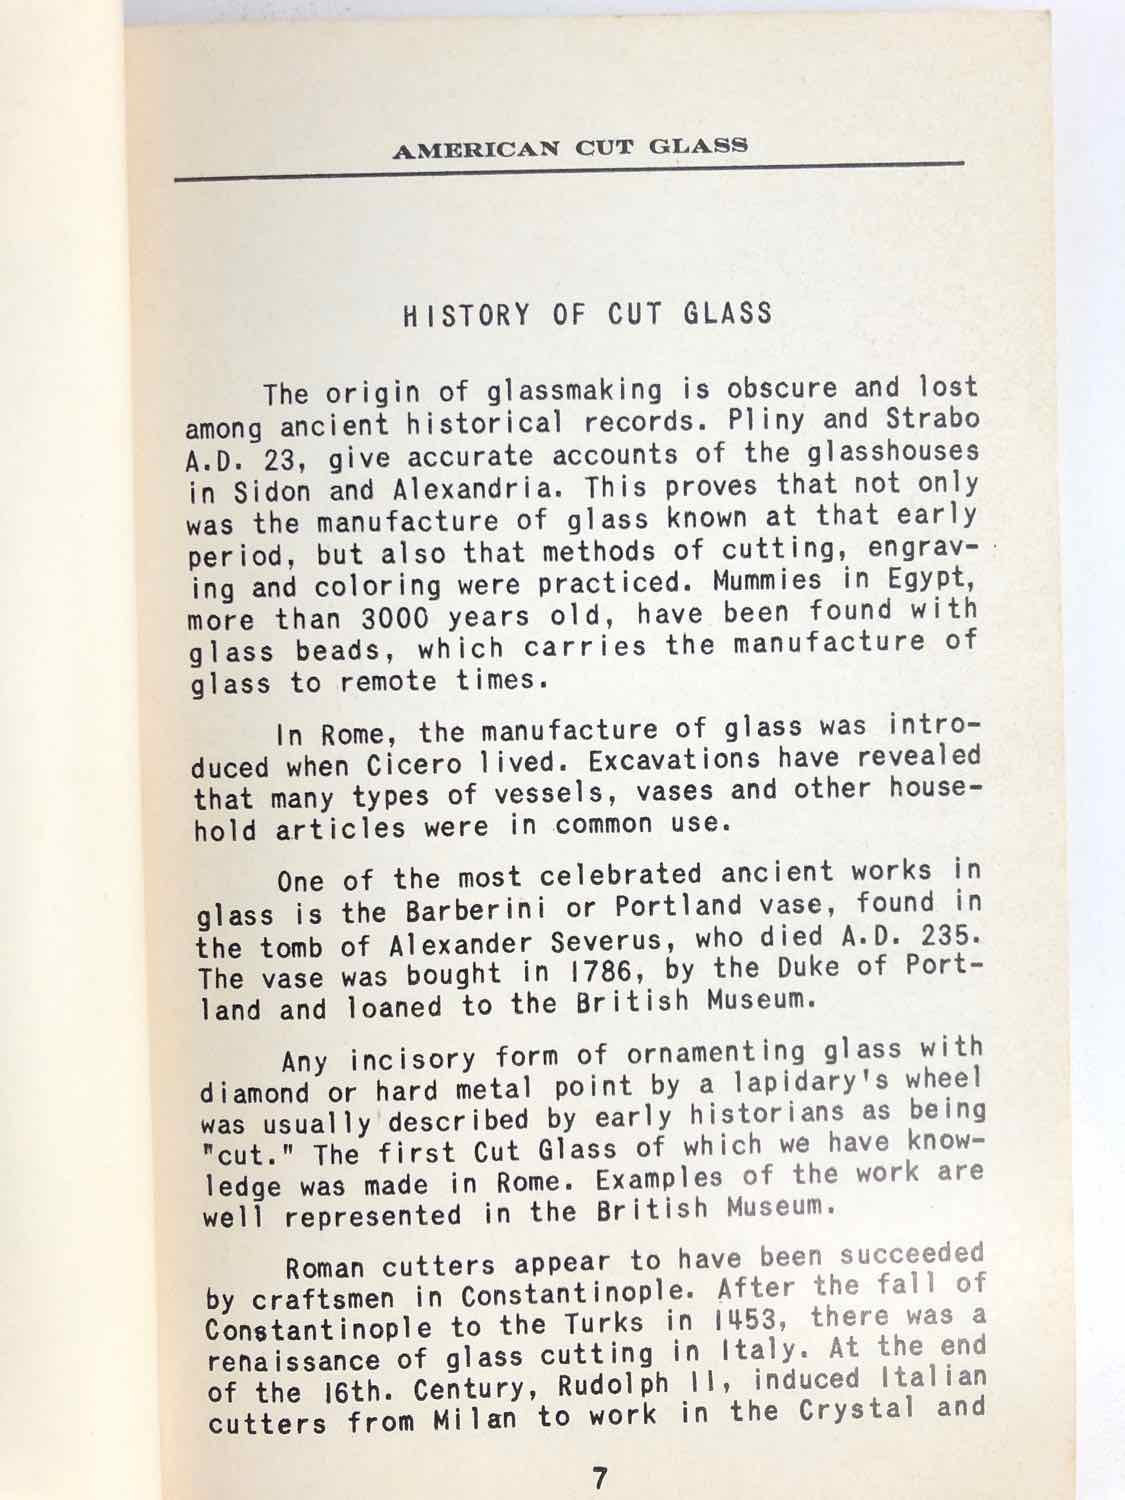 AMERICAN CUT GLASS
HISTORY OF CUT GLASS
The origin of glassmaking is obscure and lost
among ancient historical records. Pliny and Strabo
A.D. 23, give accurate accounts of the glasshouses
in Sidon and Alexandria. This proves that not only
was the manufacture of glass known at that early
period, but also that methods of cutting, engrav-
ing and coloring were practiced. Mummies in Egypt,
more than 3000 years old, have been found with
glass beads, which carries the manufacture of
glass to remote times.
In Rome, the manufacture of glass was intro-
duced when Cicero lived. Excavations have revealed
that many types of vessels, vases and other house-
hold articles were in common use.
One of the most celebrated ancient works in
glass is the Barberini or Portland vase, found in
the tomb of Alexander Severus, who died A.D. 235.
The vase was bought in 1786, by the Duke of Port-
land and loaned to the British Museum.
Any incisory form of ornamenting glass with
diamond or hard metal point by a lapidary's wheel
was usually described by early historians as being
"cut." The first Cut Glass of which we have know-
ledge was made in Rome. Examples of the work are
well represented in the British Museum.
Roman cutters appear to have been succeeded
by craftsmen in Constantinople. After the fall of
Constantinople to the Turks in 1453, there was a
renaissance of glass cutting in Italy. At the end
of the 16th. Century, Rudolph II, induced Italian
cutters from Milan to work in the Crystal and
7